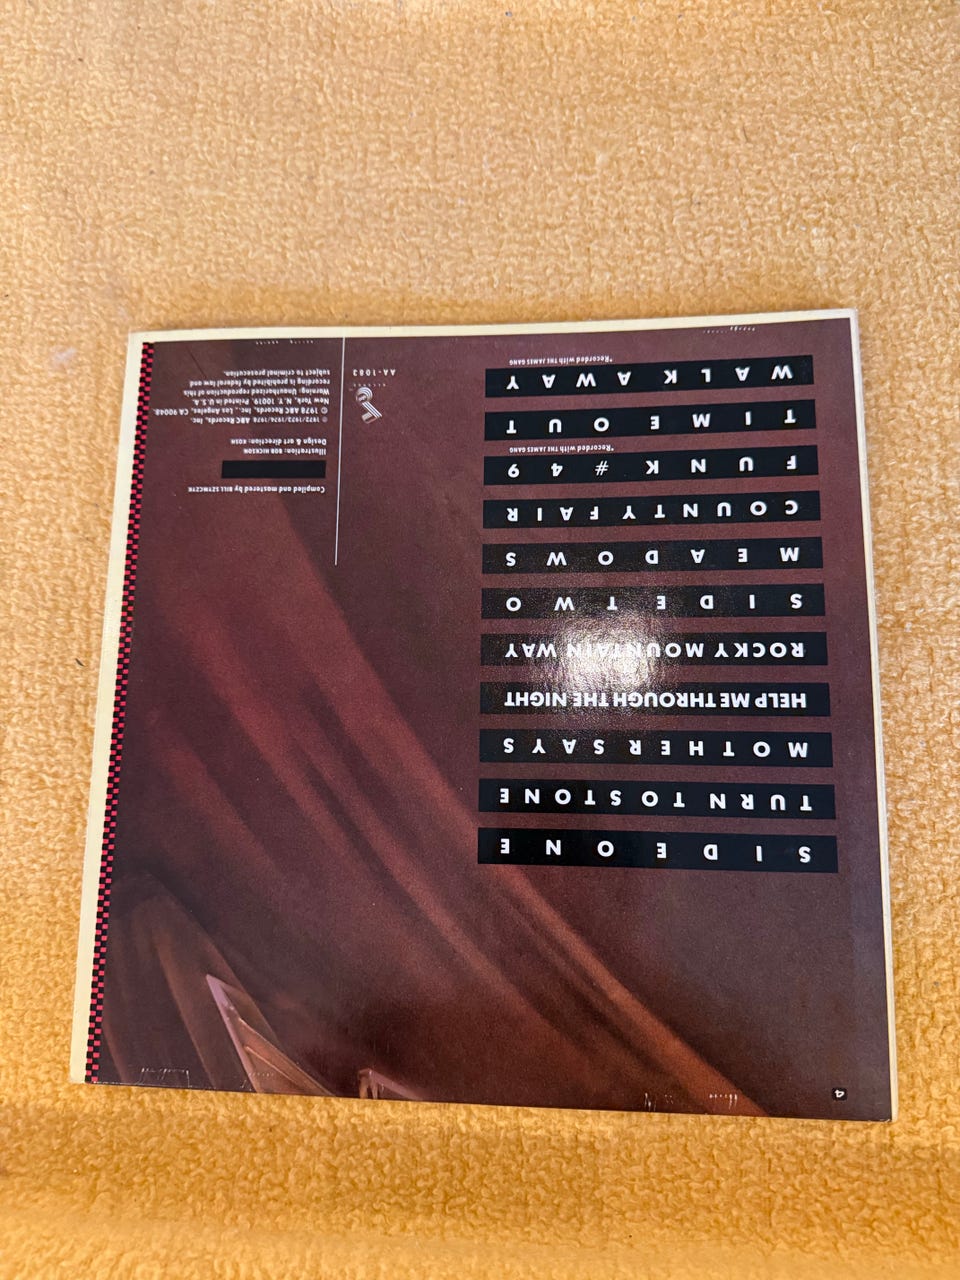 SIDE ONE
TURN TO STONE
MOTHER SAYS
HELP ME THROUGH THE NIGHT
ROCKY MOUNTAIN WAY
SIDE TWO
MEADOWS
COUNTY FAIR
FUNK #49
*Recorded with THE JAMES GANG
TIME OUT
WALK AWAY
*Recorded with THE JAMES GANG
Compiled and mastered by BILL SZYMCZYK
Illustration: BOB HICKSON
Design & art direction: KOSH
℗ 1972/1973/1974/1976 ABC Records, Inc.
© 1978 ABC Records, Inc., Los Angeles, CA 90048.
New York, N.Y. 10019. Printed in U.S.A.
Warning: Unauthorized reproduction of this
recording is prohibited by federal law and
subject to criminal prosecution.
AA-1083
4